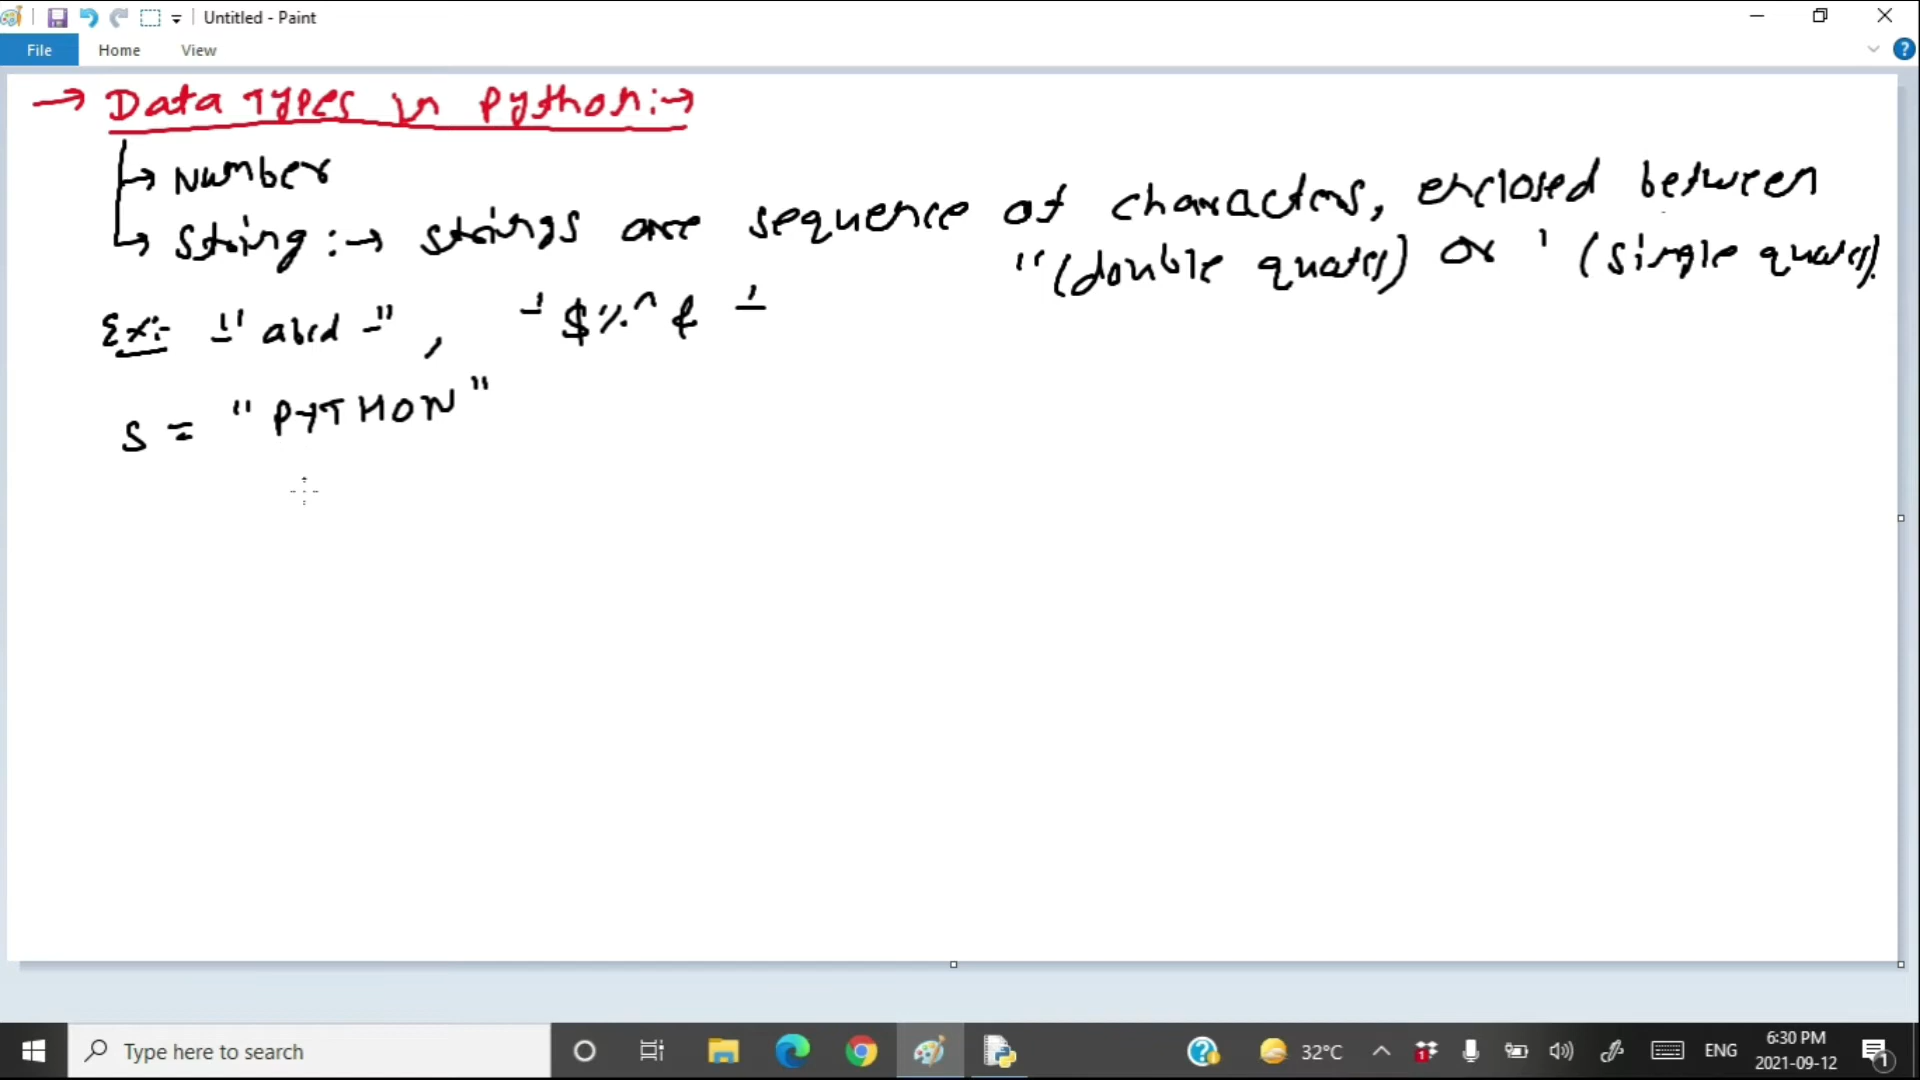 Untitled - Paint
File Home View
→ Data Types in python:→
→ Number
→ String :→ strings are sequence of characters, enclosed between
" (double quotes) or ' (single quotes).
Ex:- " abcd ", ' $%^& '
S = " PYTHON "
Type here to search
32°C
ENG
6:30 PM
2021-09-12
1
1